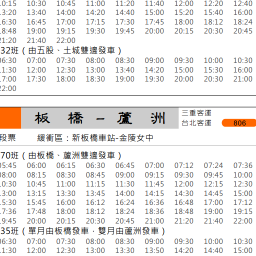 10:15 10:30 10:45 11:00 11:20 11:40 12:00 12:20 12:40
13:20 13:40 14:00 14:20 14:40 15:00 15:20 15:40 16:00
16:30 16:45 17:00 17:15 17:30 17:45 18:00 18:12 18:24
18:48 19:00 19:15 19:30 19:45 20:00 20:15 20:30 20:45
21:20 21:40 22:00
32班（由五股、土城雙邊發車）
06:30 07:00 07:30 08:00 08:30 09:00 09:30 10:00 10:30
11:30 12:00 12:30 13:00 13:40 14:20 15:00 15:30 16:00
17:00 17:30 18:00 18:30 19:00 19:30 20:00 20:30 21:00
22:00
板橋－蘆洲
三重客運
台北客運
806
段票 緩衝區：新板橋車站-金陵女中
70班（由板橋、蘆洲雙邊發車）
05:45 06:00 06:15 06:30 06:45 07:00 07:12 07:24 07:36
08:00 08:15 08:30 08:45 09:00 09:15 09:30 09:45 10:00
10:30 10:45 11:00 11:15 11:30 11:45 12:00 12:15 12:30
13:00 13:15 13:30 13:45 14:00 14:15 14:30 14:45 15:00
15:30 15:45 16:00 16:12 16:24 16:36 16:48 17:00 17:12
17:36 17:48 18:00 18:12 18:24 18:36 18:48 19:00 19:15
19:45 20:00 20:15 20:30 20:45 21:00 21:20 21:40 22:00
35班（單月由板橋發車，雙月由蘆洲發車）
06:30 07:00 07:30 08:00 08:30 09:00 09:30 10:00 10:30
11:30 12:00 12:30 13:00 13:30 13:50 14:20 14:40 15:00